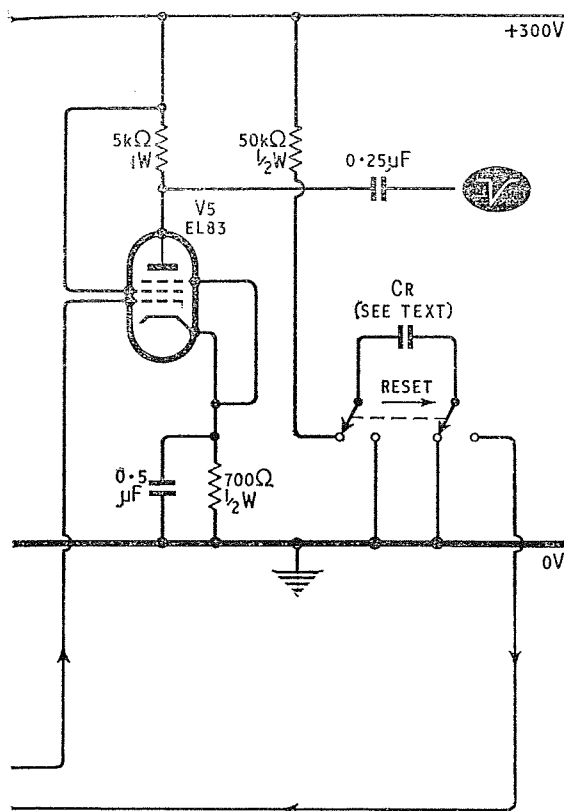 +300V
5kΩ
1W
50kΩ
1/2W
0·25µF
V
V5
EL83
CR
(SEE TEXT)
RESET
0·5
µF
700Ω
1/2W
0V